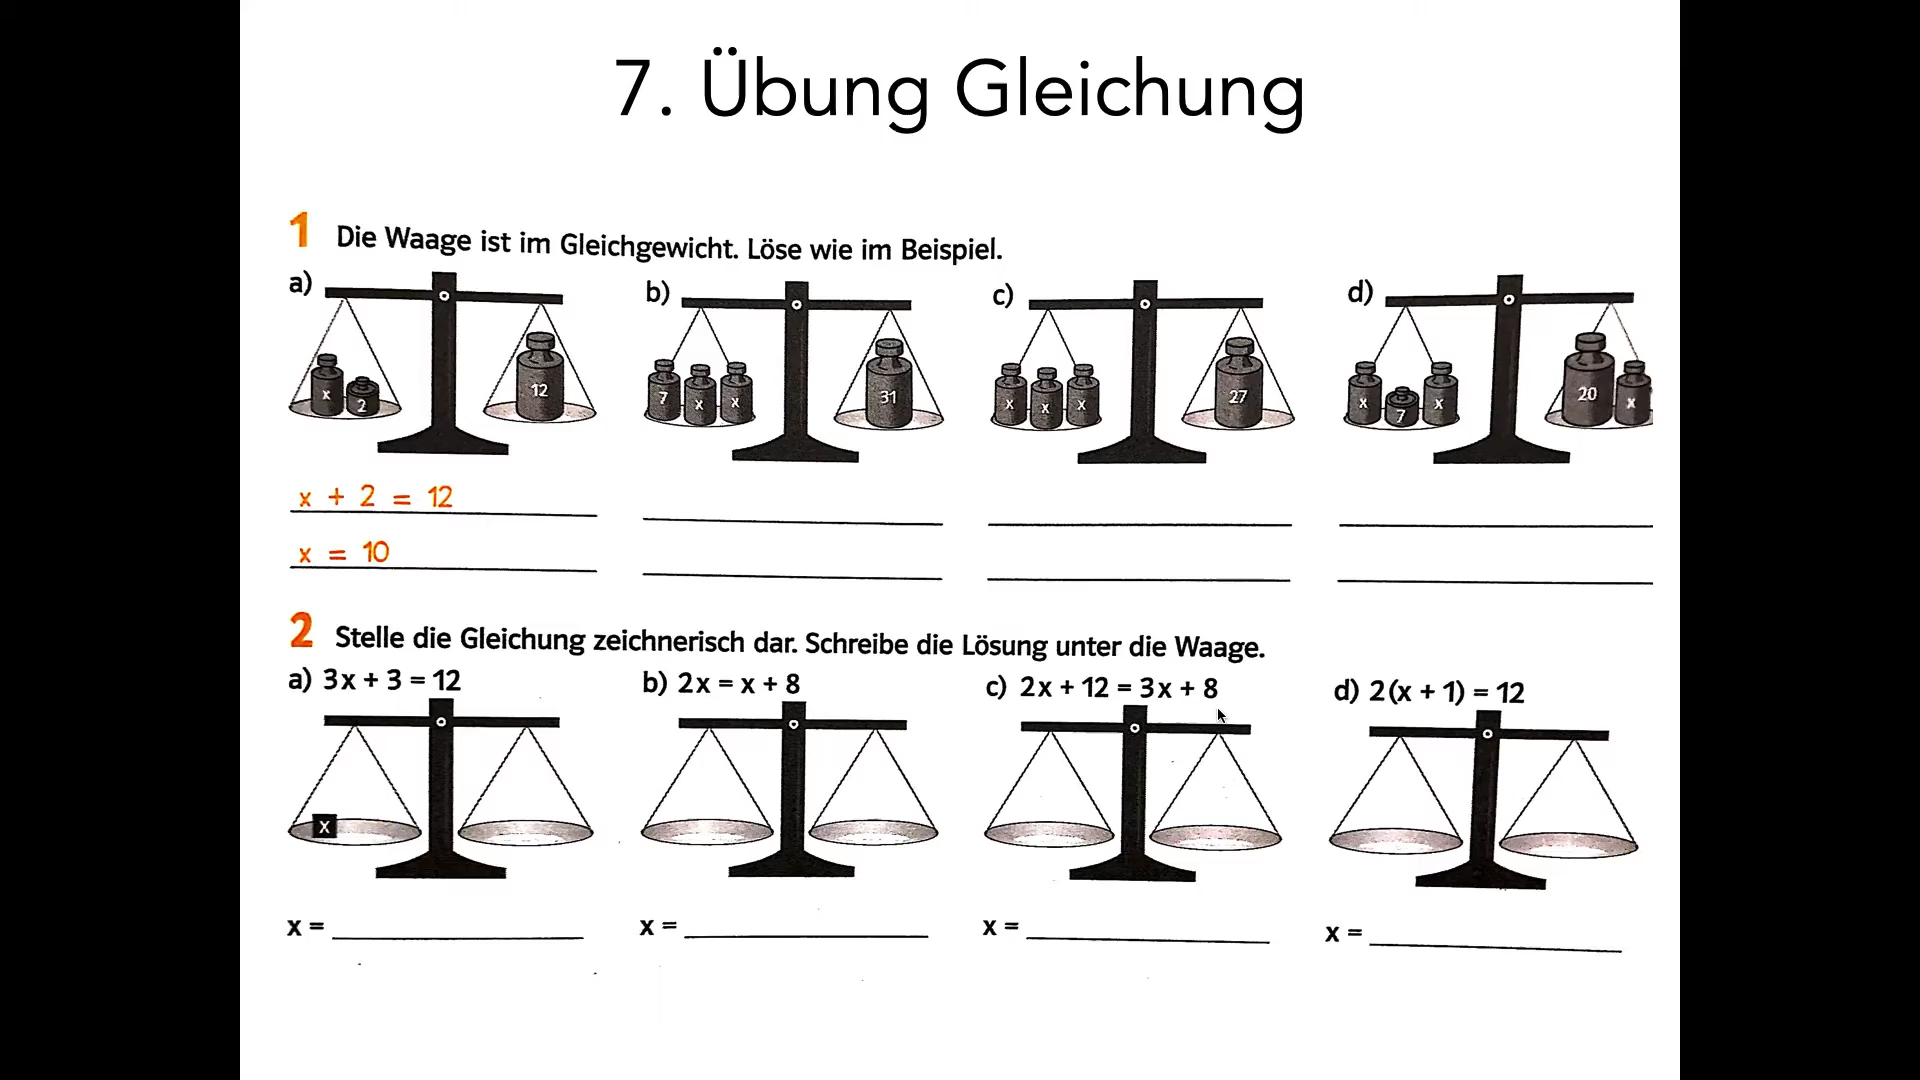 7. Übung Gleichung
1 Die Waage ist im Gleichgewicht. Löse wie im Beispiel.
a) b) c) d)
x 2 12 7 x x 31 x x x 27 x 7 x 20 x
x + 2 = 12
x = 10
2 Stelle die Gleichung zeichnerisch dar. Schreibe die Lösung unter die Waage.
a) 3x + 3 = 12 b) 2x = x + 8 c) 2x + 12 = 3x + 8 d) 2(x + 1) = 12
x
x = x = x = x =